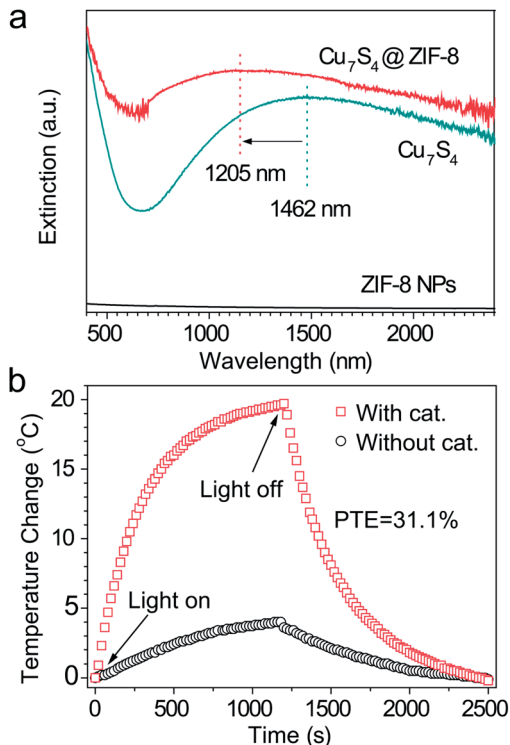 a
Cu₇S₄@ ZIF-8
Cu₇S₄
1205 nm
1462 nm
ZIF-8 NPs
Extinction (a.u.)
500 1000 1500 2000
Wavelength (nm)
b
20
15
10
5
0
With cat.
Without cat.
Light off
PTE=31.1%
Light on
Temperature Change (°C)
0 500 1000 1500 2000 2500
Time (s)